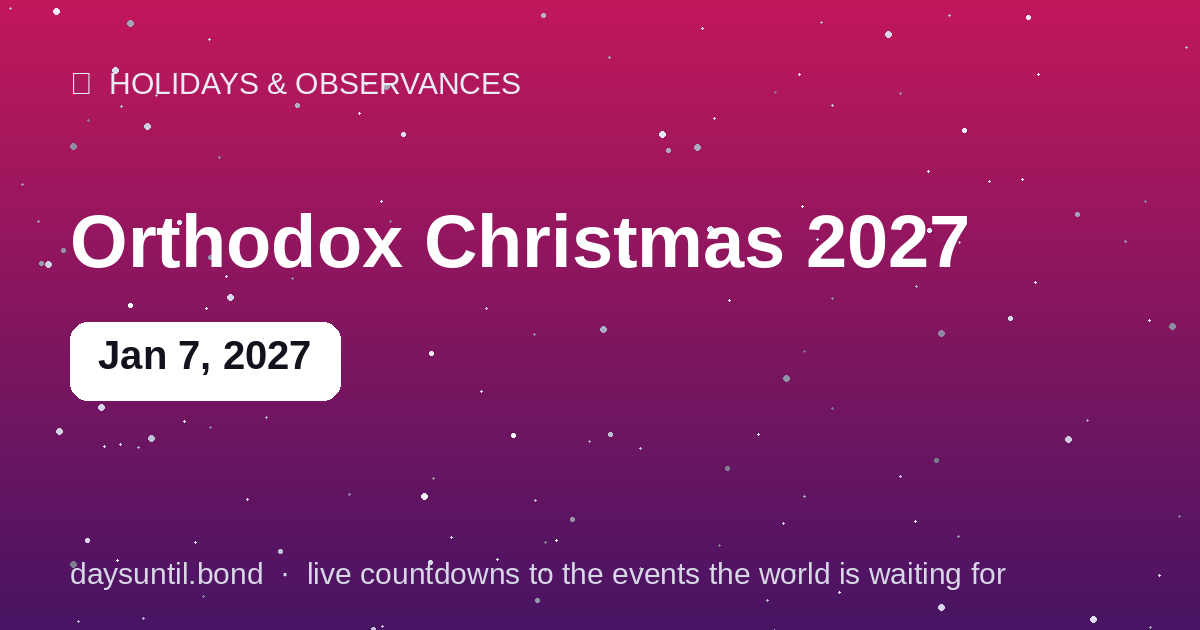 HOLIDAYS & OBSERVANCES
Orthodox Christmas 2027
Jan 7, 2027
daysuntil.bond · live countdowns to the events the world is waiting for